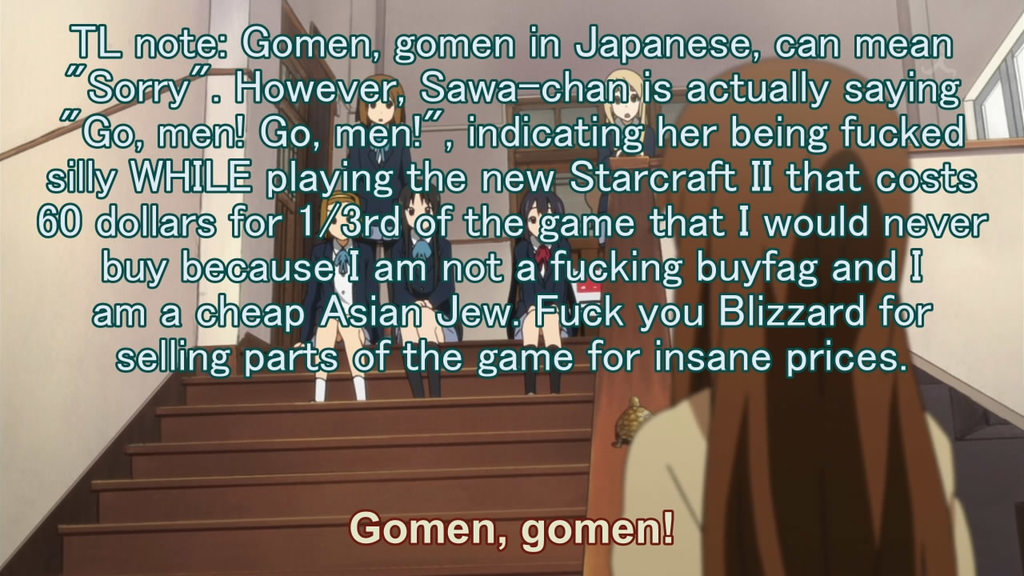 TL note: Gomen, gomen in Japanese, can mean
"Sorry". However, Sawa-chan is actually saying
"Go, men! Go, men!", indicating her being fucked
silly WHILE playing the new Starcraft II that costs
60 dollars for 1/3rd of the game that I would never
buy because I am not a fucking buyfag and I
am a cheap Asian Jew. Fuck you Blizzard for
selling parts of the game for insane prices.
Gomen, gomen!